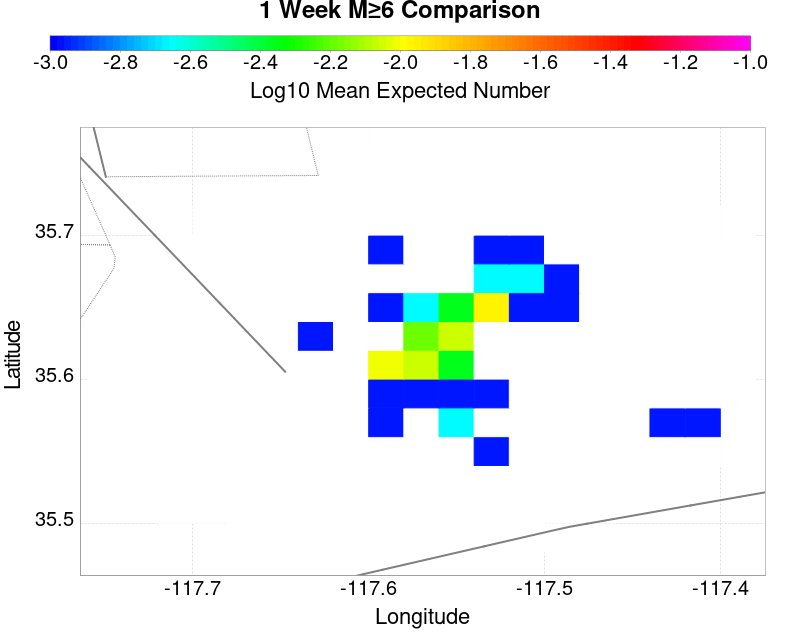 1 Week M≥6 Comparison
-3.0 -2.8 -2.6 -2.4 -2.2 -2.0 -1.8 -1.6 -1.4 -1.2 -1.0
Log10 Mean Expected Number
35.7
35.6
35.5
Latitude
-117.7 -117.6 -117.5 -117.4
Longitude